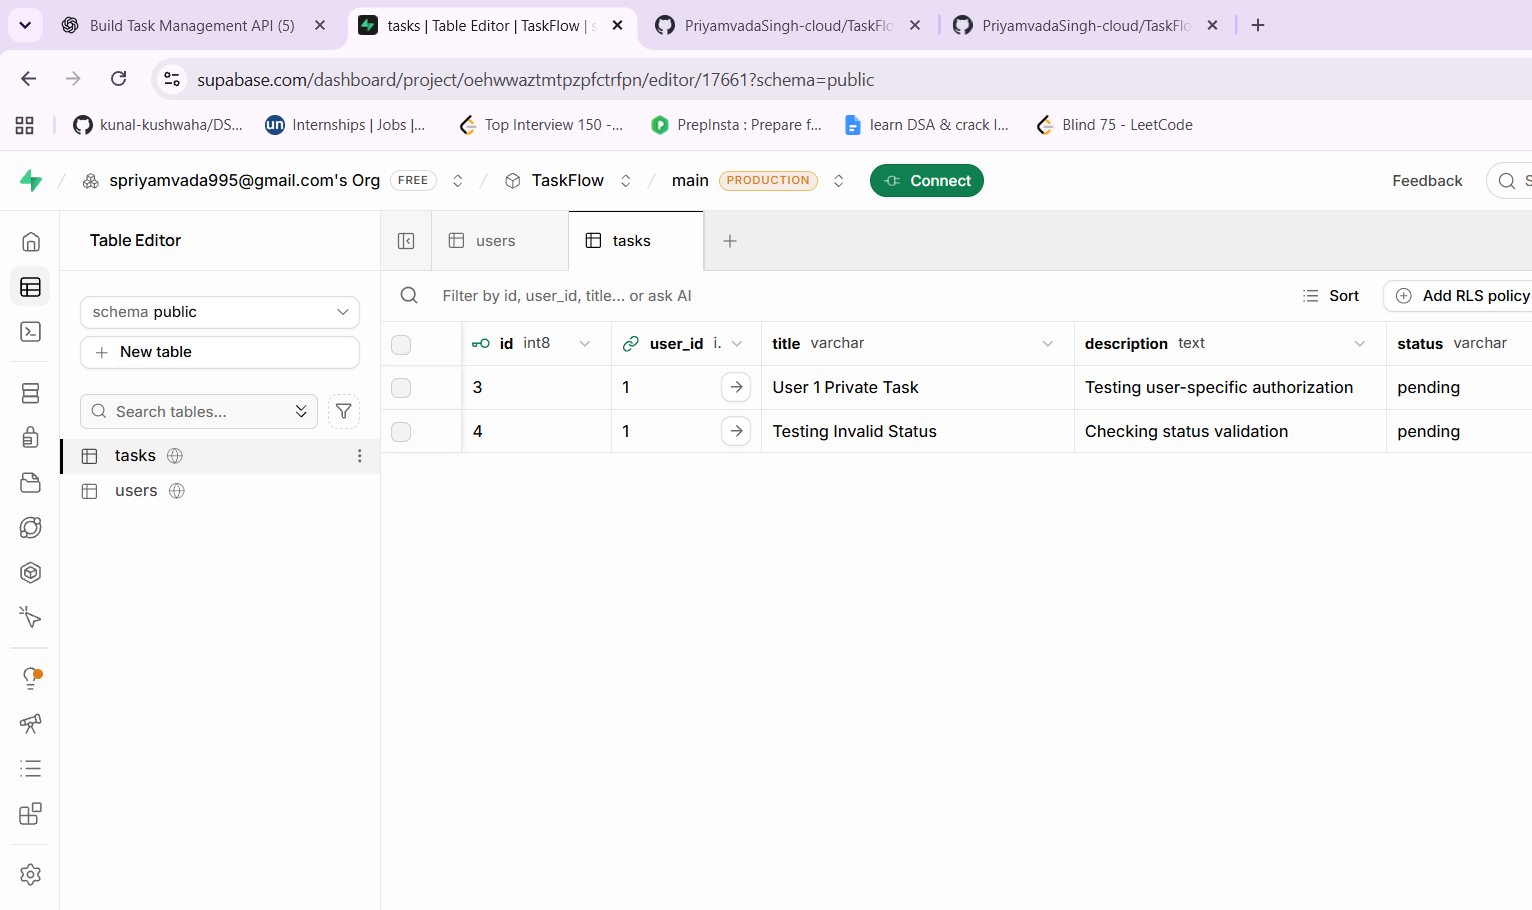 Build Task Management API (5)
tasks | Table Editor | TaskFlow | s
PriyamvadaSingh-cloud/TaskFlo
PriyamvadaSingh-cloud/TaskFlo
supabase.com/dashboard/project/oehwwaztmtpzpfctrfpn/editor/17661?schema=public
kunal-kushwaha/DS...
un
Internships | Jobs |...
Top Interview 150 -...
P
PrepInsta : Prepare f...
learn DSA & crack I...
Blind 75 - LeetCode
spriyamvada995@gmail.com's Org
FREE
TaskFlow
main
PRODUCTION
Connect
Feedback
S
Table Editor
users
tasks
schema public
New table
Search tables...
tasks
users
Filter by id, user_id, title... or ask AI
Sort
Add RLS policy
id int8
user_id i.
title varchar
description text
status varchar
3
1
User 1 Private Task
Testing user-specific authorization
pending
4
1
Testing Invalid Status
Checking status validation
pending